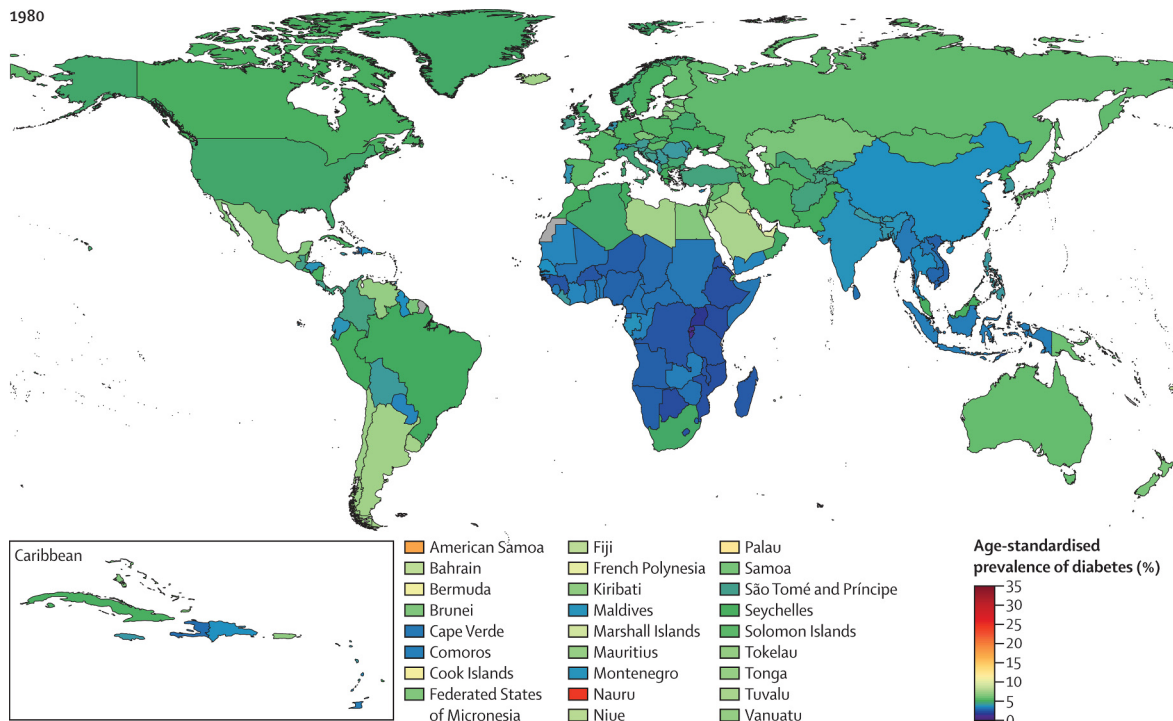 1980
Caribbean
American Samoa
Bahrain
Bermuda
Brunei
Cape Verde
Comoros
Cook Islands
Federated States
of Micronesia
Fiji
French Polynesia
Kiribati
Maldives
Marshall Islands
Mauritius
Montenegro
Nauru
Niue
Palau
Samoa
São Tomé and Príncipe
Seychelles
Solomon Islands
Tokelau
Tonga
Tuvalu
Vanuatu
Age-standardised
prevalence of diabetes (%)
35
30
25
20
15
10
5
0